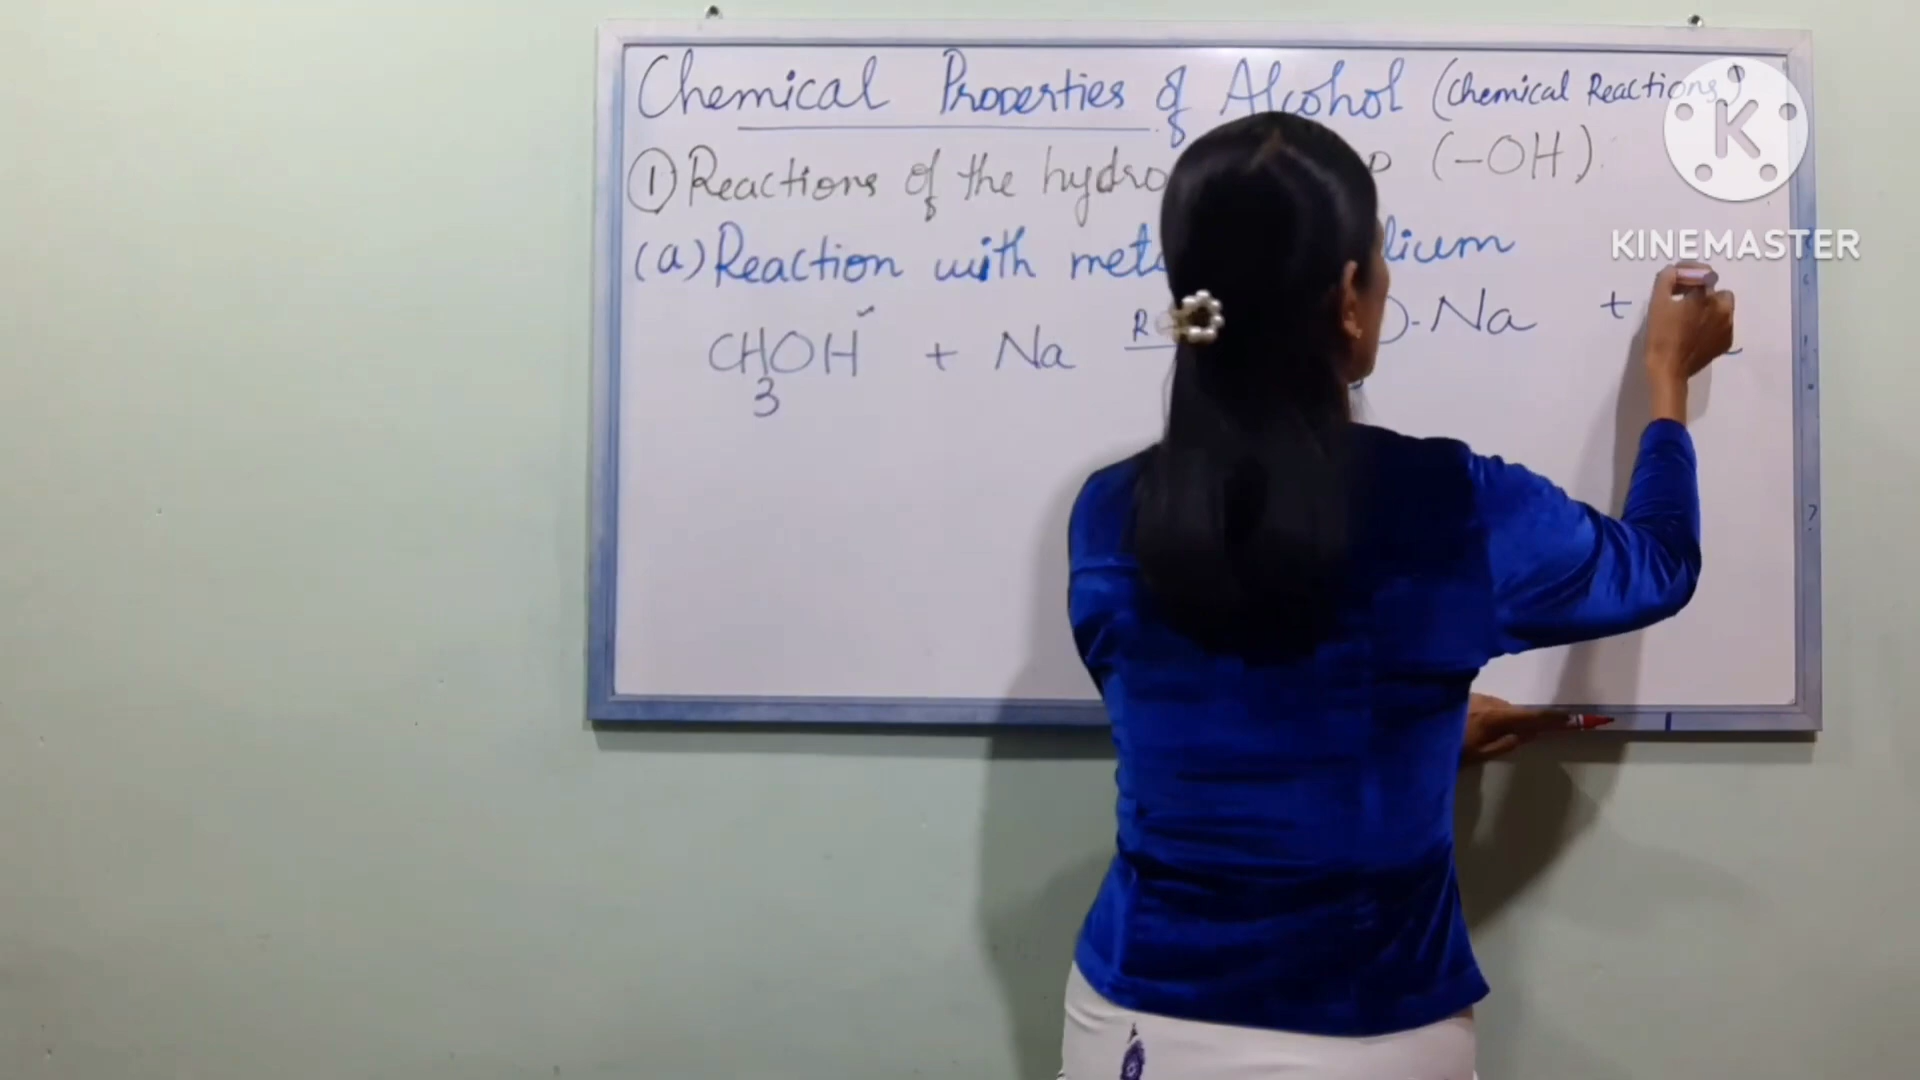 Chemical Properties of Alcohol (Chemical Reactions)
① Reactions of the hydro (-OH).
(a) Reaction with meta lium
CH3OH + Na R O-Na +
K
KINEMASTER